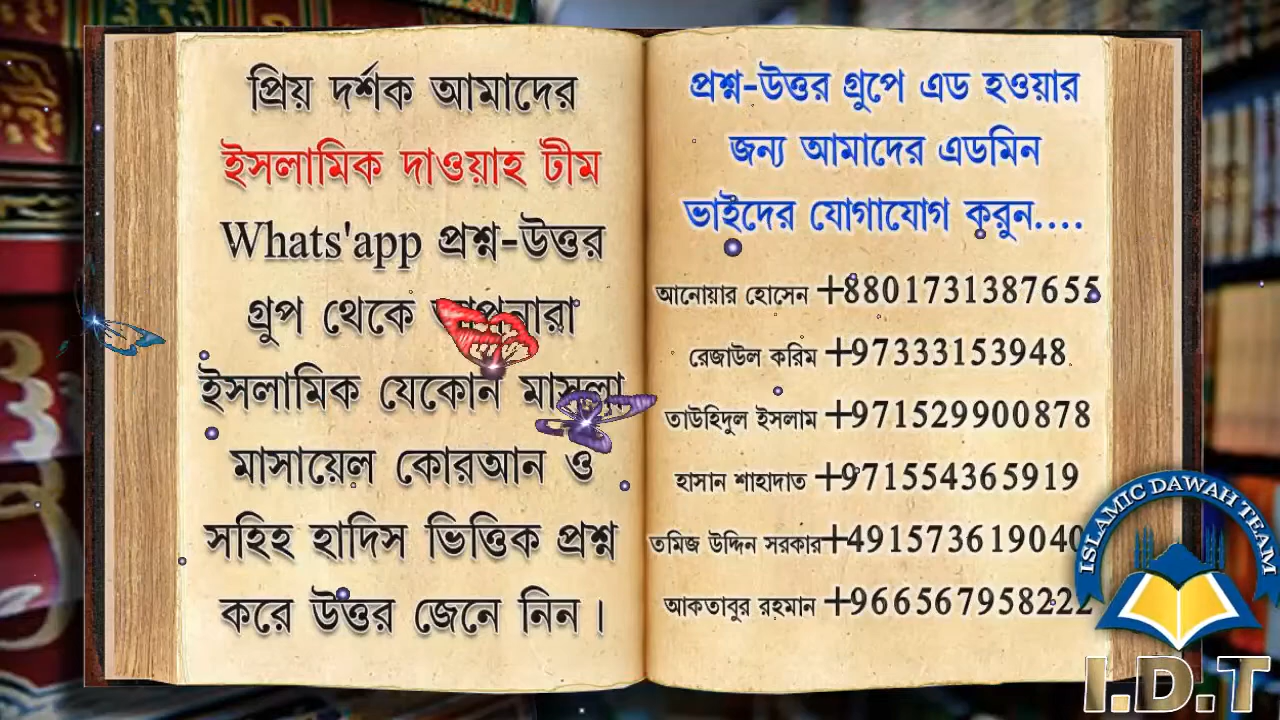 প্রিয় দর্শক আমাদের
ইসলামিক দাওয়াহ টীম
Whats'app প্রশ্ন-উত্তর
গ্রুপ থেকে আপনারা
ইসলামিক যেকোন মাসলা
মাসায়েল কোরআন ও
সহিহ হাদিস ভিত্তিক প্রশ্ন
করে উত্তর জেনে নিন।
প্রশ্ন-উত্তর গ্রুপে এড হওয়ার
জন্য আমাদের এডমিন
ভাইদের যোগাযোগ করুন....
আনোয়ার হোসেন +8801731387655
রেজাউল করিম +97333153948
তাউহিদুল ইসলাম +971529900878
হাসান শাহাদাত +971554365919
তমিজ উদ্দিন সরকার
আকতাবুর রহমান +966567958222
ISLAMIC DAWAH TEAM
I.D.T